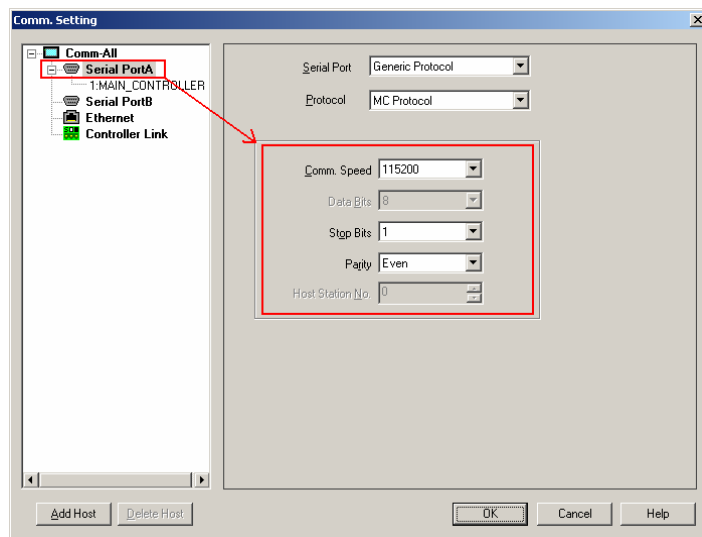 Comm. Setting
Comm-All
Serial PortA
1:MAIN_CONTROLLER
Serial PortB
Ethernet
Controller Link
Serial Port Generic Protocol
Protocol MC Protocol
Comm. Speed 115200
Data Bits 8
Stop Bits 1
Parity Even
Host Station No. 0
Add Host Delete Host OK Cancel Help